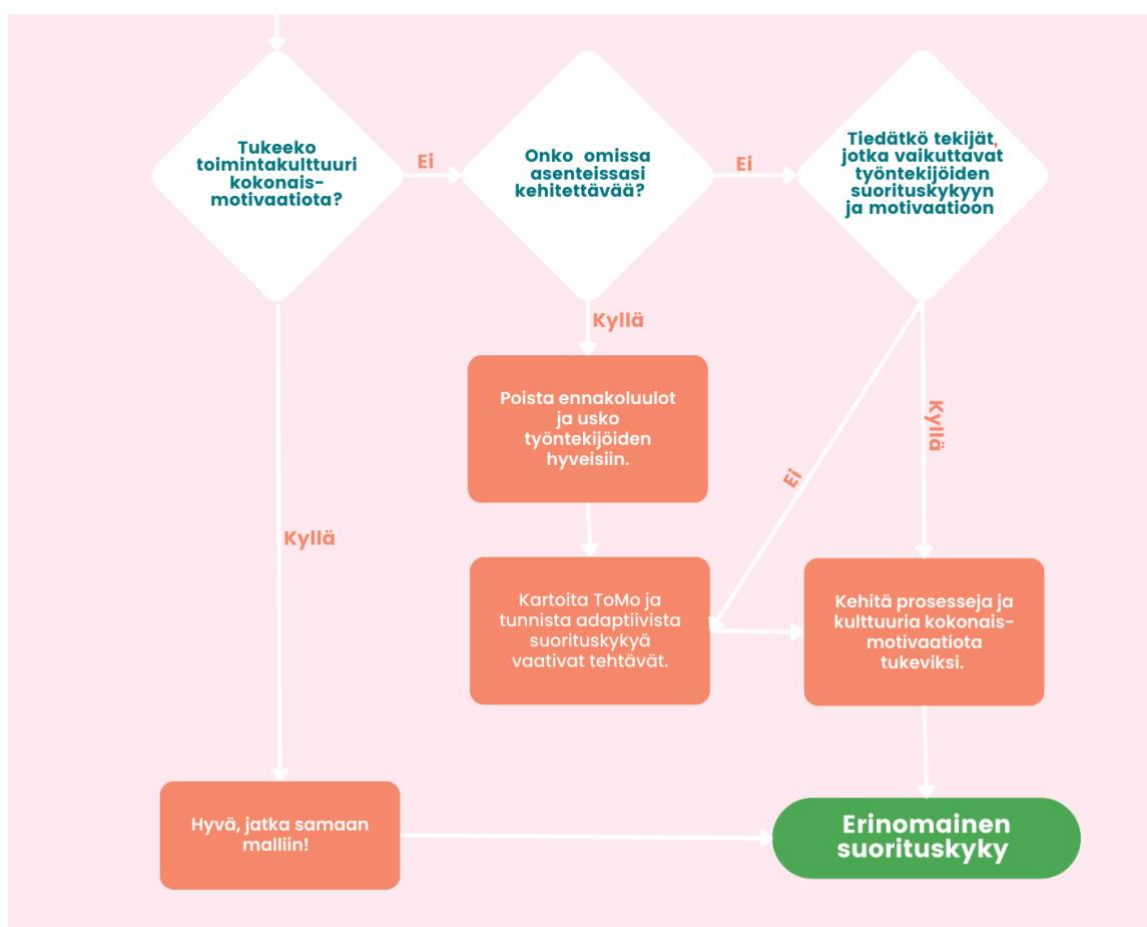 Tukeeko
toimintakulttuuri
kokonais-
motivaatiota?
Ei
Onko omissa
asenteissasi
kehitettävää?
Ei
Tiedätkö tekijät,
jotka vaikuttavat
työntekijöiden
suorituskykyyn
ja motivaatioon
Kyllä
Poista ennakoluulot
ja usko
työntekijöiden
hyveisiin.
Kyllä
Ei
Kyllä
Kartoita ToMo ja
tunnista adaptiivista
suorituskykyä
vaativat tehtävät.
Kehitä prosesseja ja
kulttuuria kokonais-
motivaatiota
tukeviksi.
Hyvä, jatka samaan
malliin!
Erinomainen
suorituskyky